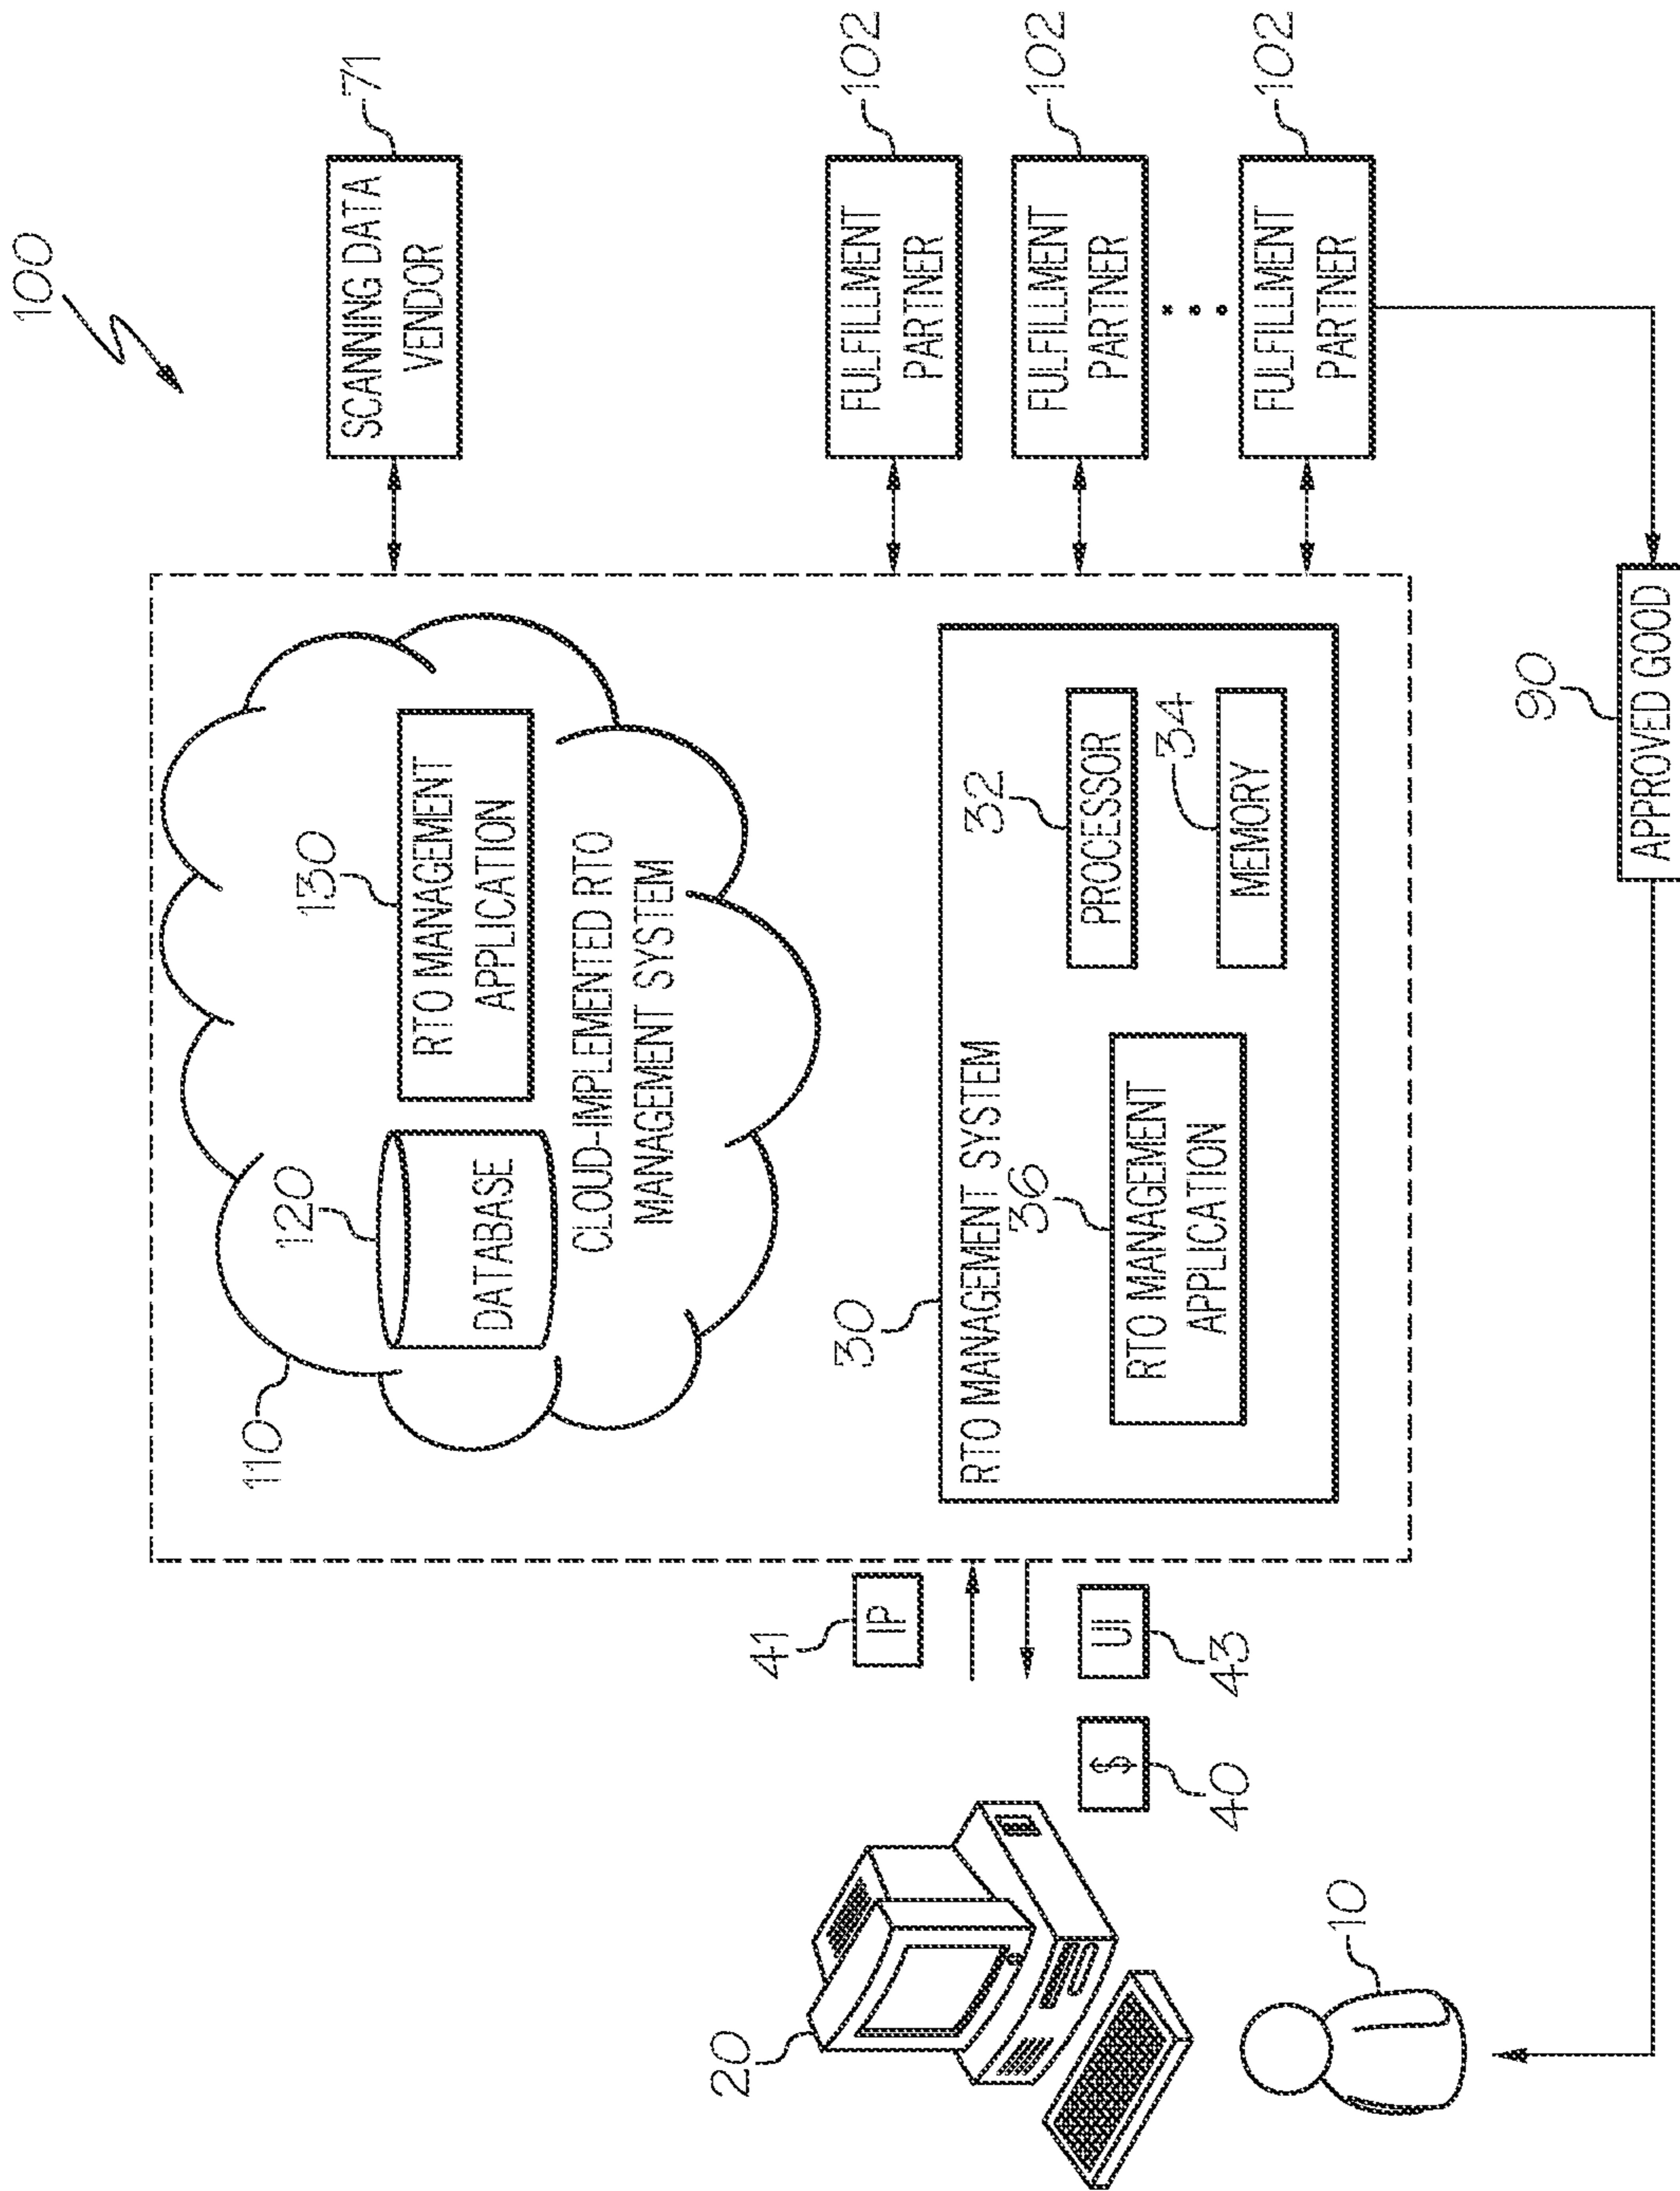 100
SCANNING DATA
VENDOR
71
110
120
DATABASE
130
RTO MANAGEMENT
APPLICATION
CLOUD-IMPLEMENTED RTO
MANAGEMENT SYSTEM
41
IP
UI
43
$
40
20
10
30
RTO MANAGEMENT SYSTEM
36
RTO MANAGEMENT
APPLICATION
32
PROCESSOR
34
MEMORY
FULFILLMENT
PARTNER
102
FULFILLMENT
PARTNER
102
FULFILLMENT
PARTNER
102
90
APPROVED GOOD